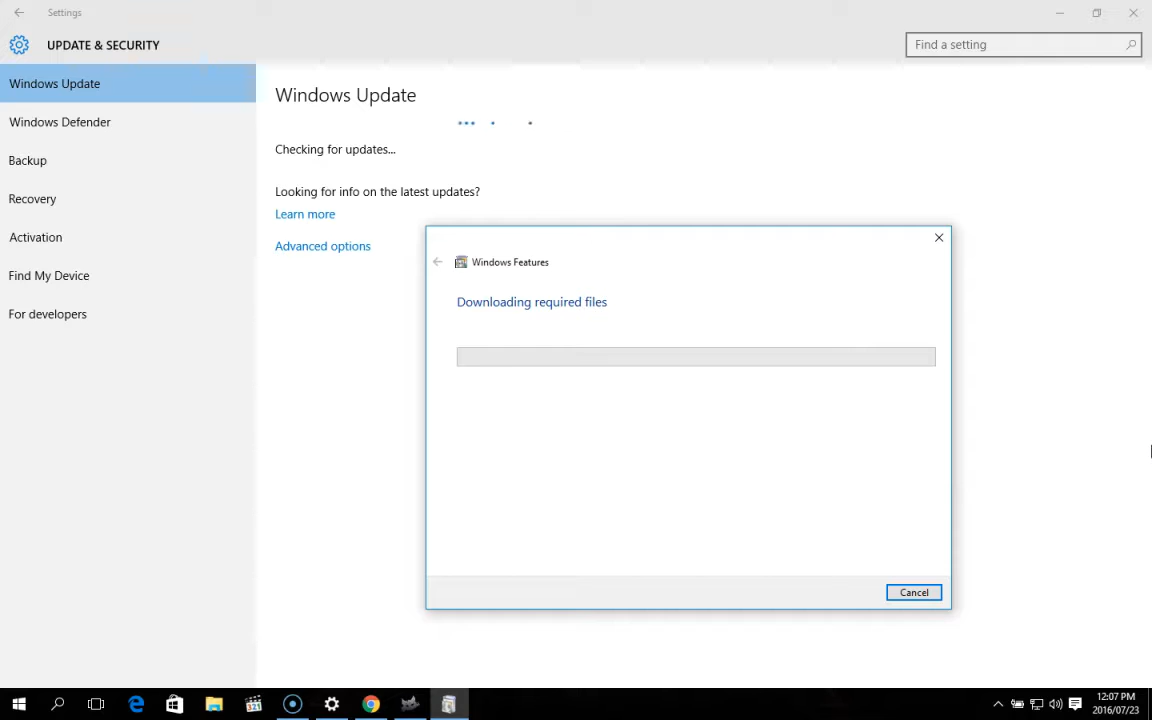 Settings
UPDATE & SECURITY
Find a setting
Windows Update
Windows Defender
Backup
Recovery
Activation
Find My Device
For developers
Windows Update
Checking for updates...
Looking for info on the latest updates?
Learn more
Advanced options
Windows Features
Downloading required files
Cancel
12:07 PM
2016/07/23